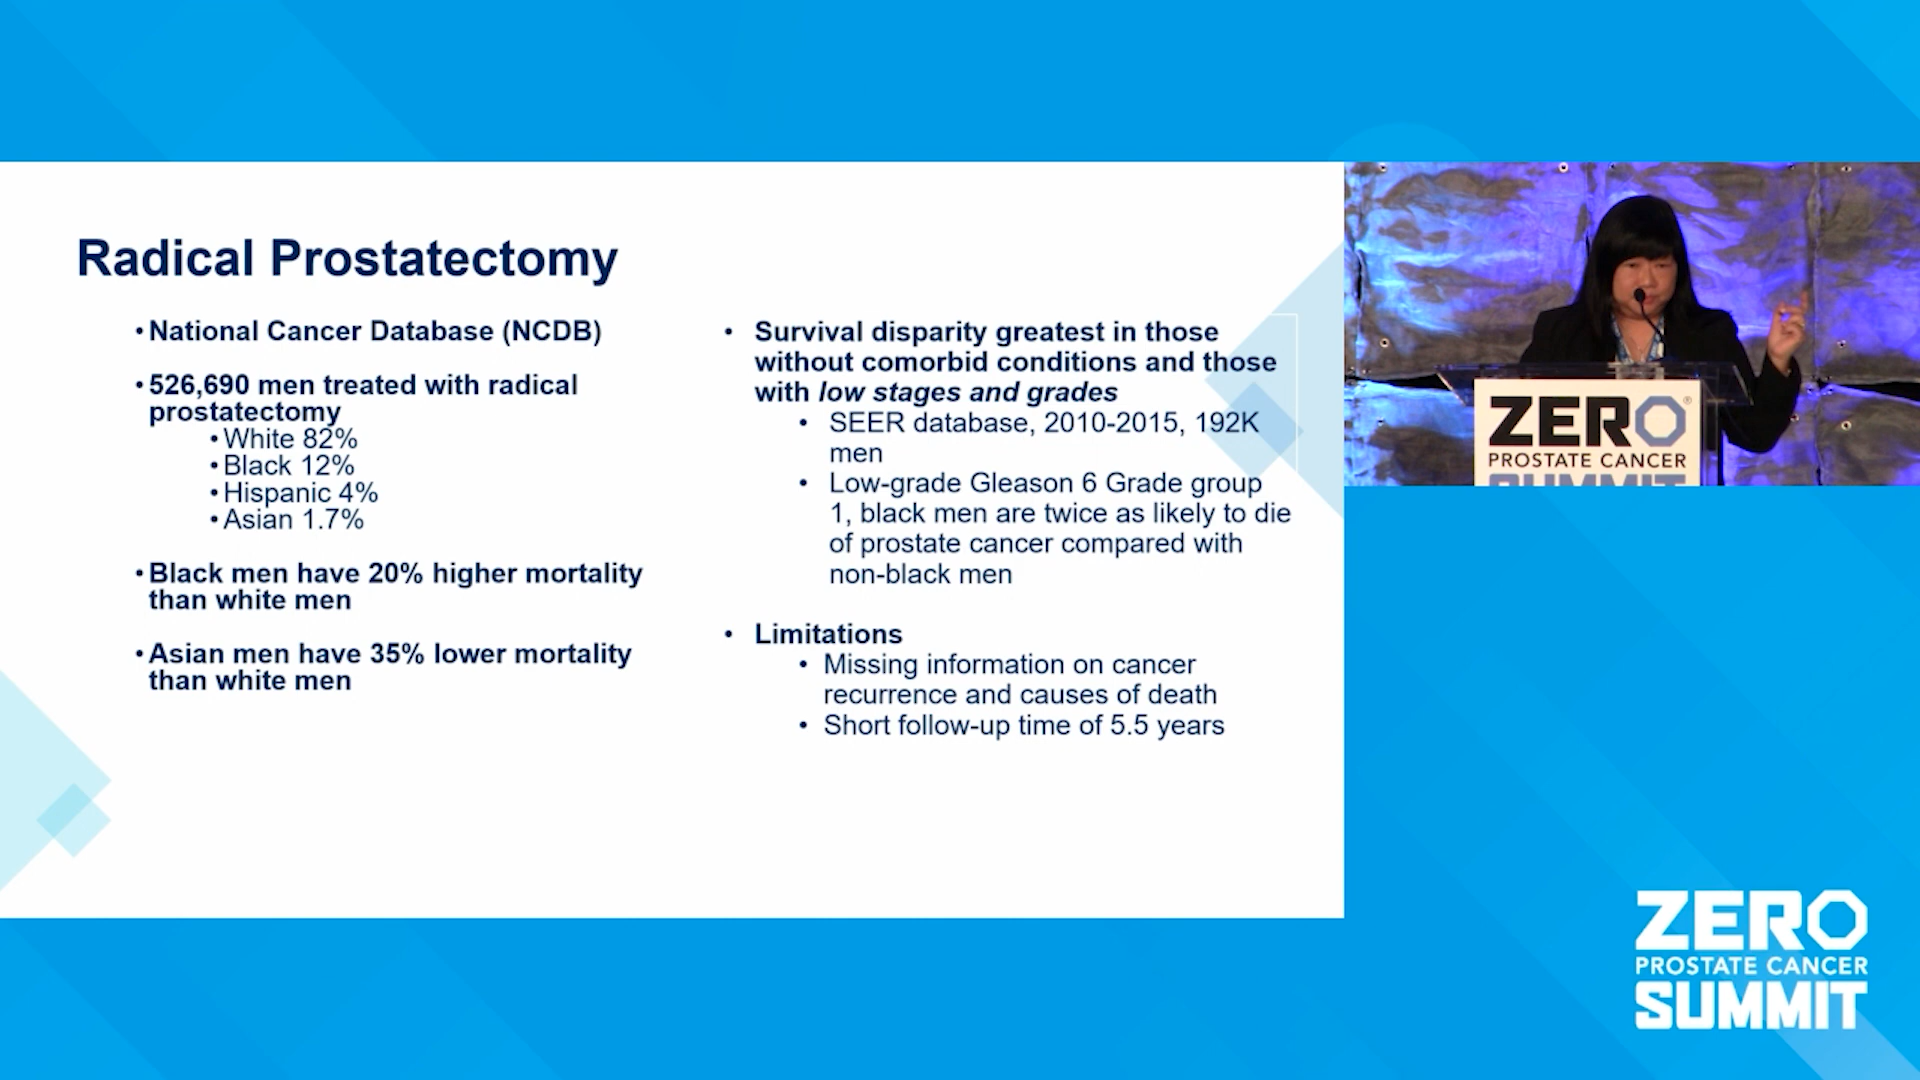 Radical Prostatectomy
• National Cancer Database (NCDB)
• 526,690 men treated with radical
prostatectomy
• White 82%
• Black 12%
• Hispanic 4%
• Asian 1.7%
• Black men have 20% higher mortality
than white men
• Asian men have 35% lower mortality
than white men
• Survival disparity greatest in those
without comorbid conditions and those
with low stages and grades
• SEER database, 2010-2015, 192K
men
• Low-grade Gleason 6 Grade group
1, black men are twice as likely to die
of prostate cancer compared with
non-black men
• Limitations
• Missing information on cancer
recurrence and causes of death
• Short follow-up time of 5.5 years
ZERO®
PROSTATE CANCER
SUMMIT
ZERO
PROSTATE CANCER
SUMMIT